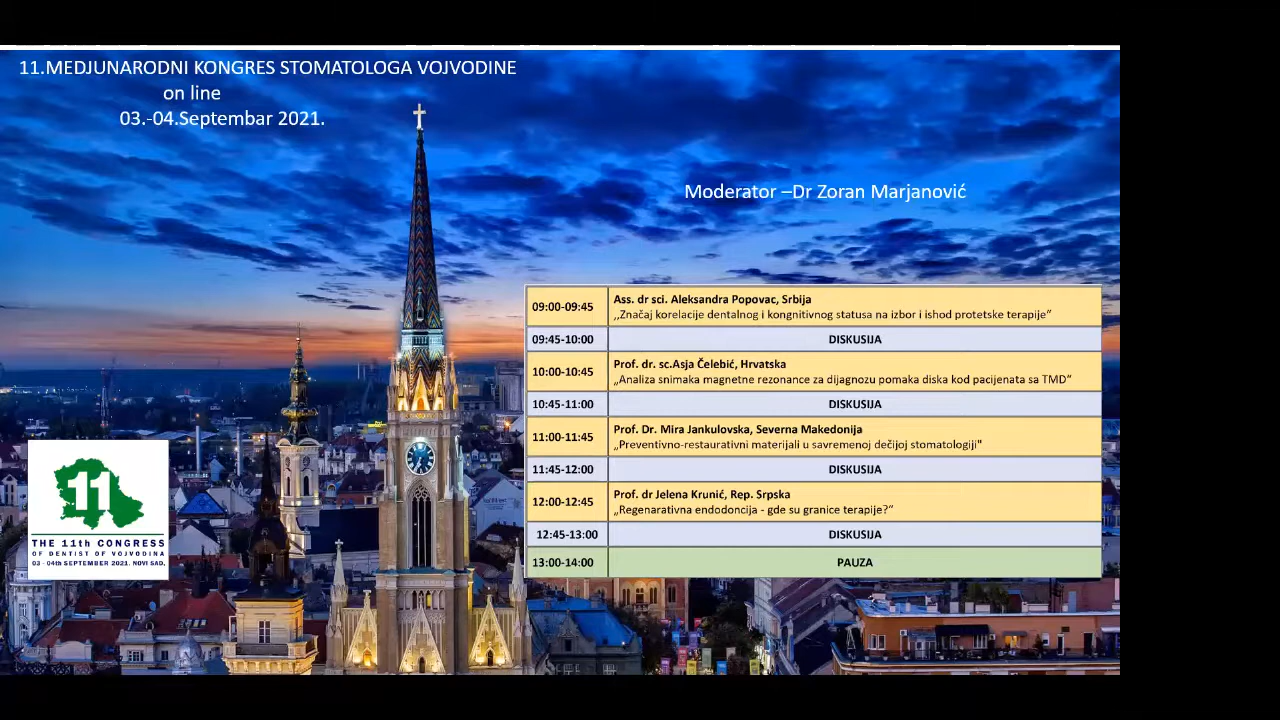 11.MEDJUNARODNI KONGRES STOMATOLOGA VOJVODINE
on line
03.-04.Septembar 2021.
Moderator –Dr Zoran Marjanović
09:00-09:45
Ass. dr sci. Aleksandra Popovac, Srbija
,,Značaj korelacije dentalnog i kongnitivnog statusa na izbor i ishod protetske terapije“
09:45-10:00
DISKUSIJA
10:00-10:45
Prof. dr. sc.Asja Čelebić, Hrvatska
„Analiza snimaka magnetne rezonance za dijagnozu pomaka diska kod pacijenata sa TMD“
10:45-11:00
DISKUSIJA
11:00-11:45
Prof. Dr. Mira Jankulovska, Severna Makedonija
„Preventivno-restaurativni materijali u savremenoj dečijoj stomatologiji"
11:45-12:00
DISKUSIJA
12:00-12:45
Prof. dr Jelena Krunić, Rep. Srpska
„Regenarativna endodoncija - gde su granice terapije?“
12:45-13:00
DISKUSIJA
13:00-14:00
PAUZA
11
THE 11th CONGRESS
OF DENTIST OF VOJVODINA
03 - 04th SEPTEMBER 2021. NOVI SAD.